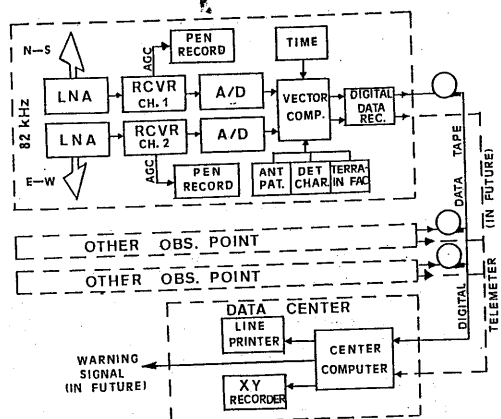 N—S
AGC
PEN
RECORD
TIME
82 kHz
LNA
RCVR
CH. 1
A/D
VECTOR
COMP.
DIGITAL
DATA
REC.
LNA
RCVR
CH. 2
A/D
E—W
AGC
PEN
RECORD
ANT
PAT.
DET
CHAR.
TERRA-
IN FAC
DIGITAL DATA TAPE
TELEMETER (IN FUTURE)
OTHER OBS. POINT
OTHER OBS. POINT
DATA CENTER
LINE
PRINTER
CENTER
COMPUTER
WARNING
SIGNAL
(IN FUTURE)
XY
RECORDER